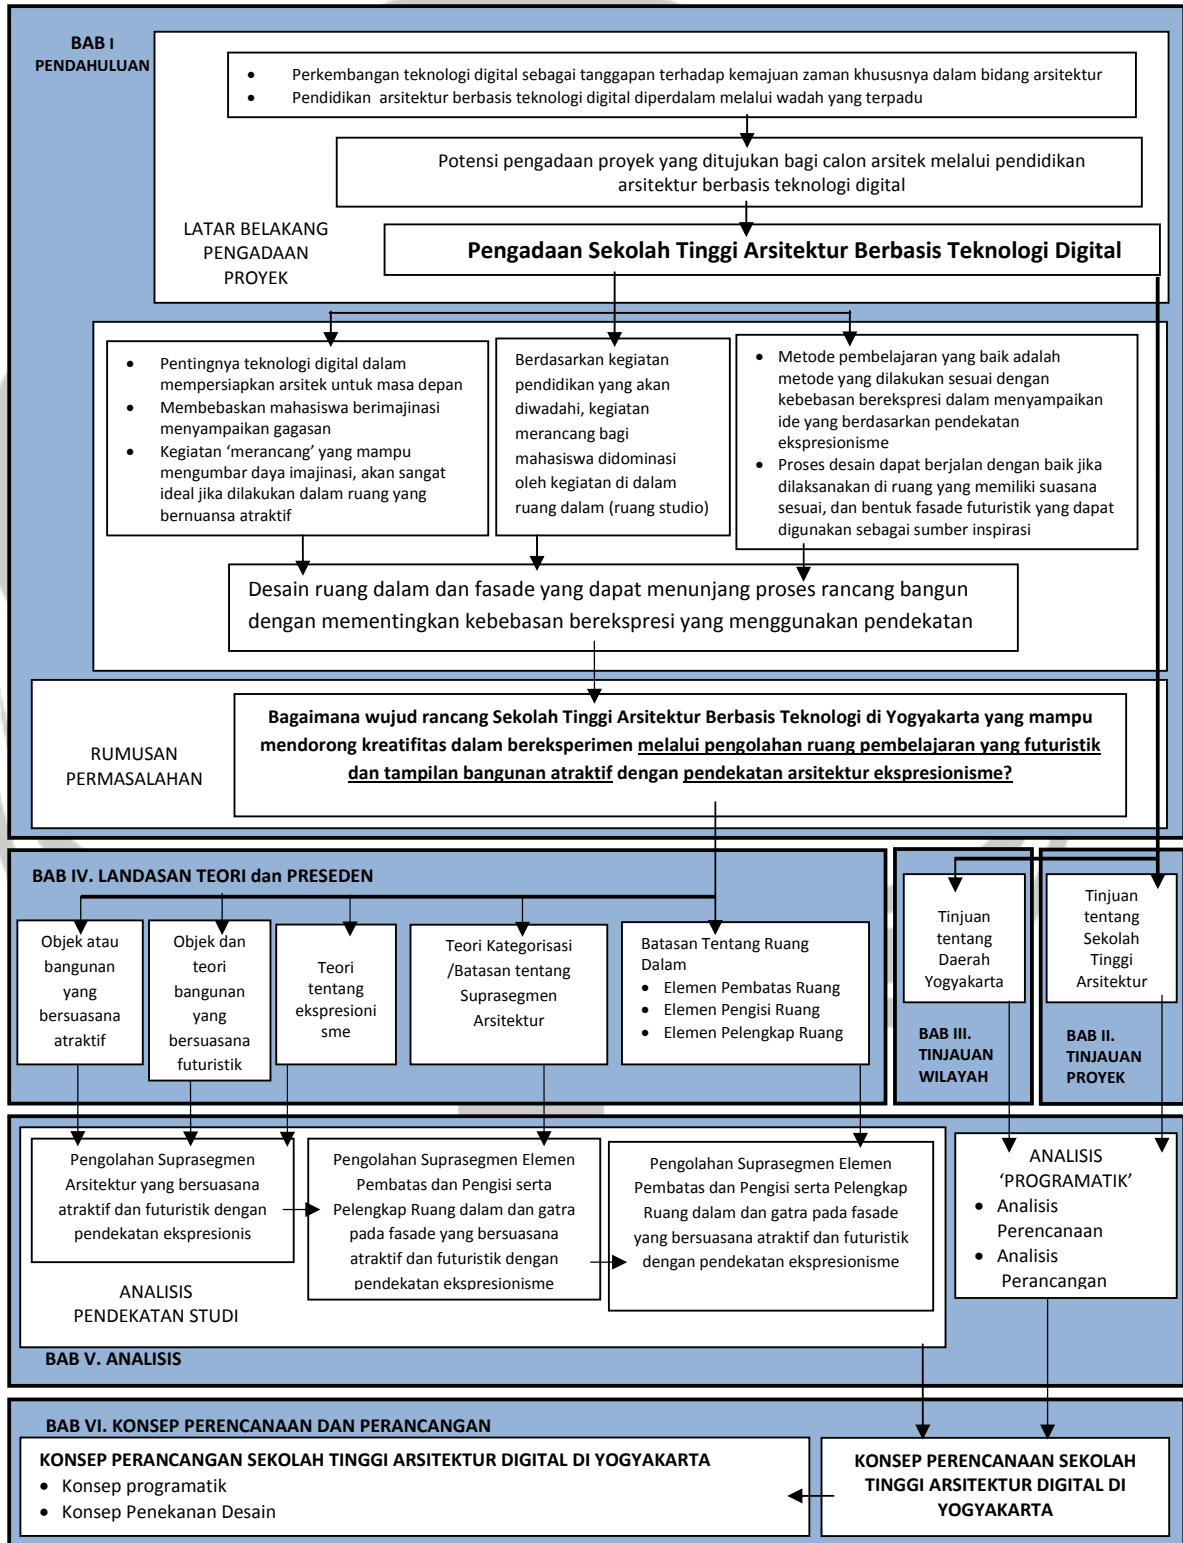 BAB I
PENDAHULUAN
• Perkembangan teknologi digital sebagai tanggapan terhadap kemajuan zaman khususnya dalam bidang arsitektur
• Pendidikan arsitektur berbasis teknologi digital diperdalam melalui wadah yang terpadu
Potensi pengadaan proyek yang ditujukan bagi calon arsitek melalui pendidikan
arsitektur berbasis teknologi digital
LATAR BELAKANG
PENGADAAN
PROYEK
Pengadaan Sekolah Tinggi Arsitektur Berbasis Teknologi Digital
• Pentingnya teknologi digital dalam
mempersiapkan arsitek untuk masa depan
• Membebaskan mahasiswa berimajinasi
menyampaikan gagasan
• Kegiatan ‘merancang’ yang mampu
mengumbar daya imajinasi, akan sangat
ideal jika dilakukan dalam ruang yang
bernuansa atraktif
Berdasarkan kegiatan
pendidikan yang akan
diwadahi, kegiatan
merancang bagi
mahasiswa didominasi
oleh kegiatan di dalam
ruang dalam (ruang studio)
• Metode pembelajaran yang baik adalah
metode yang dilakukan sesuai dengan
kebebasan berekspresi dalam menyampaikan
ide yang berdasarkan pendekatan
ekspresionisme
• Proses desain dapat berjalan dengan baik jika
dilaksanakan di ruang yang memiliki suasana
sesuai, dan bentuk fasade futuristik yang dapat
digunakan sebagai sumber inspirasi
Desain ruang dalam dan fasade yang dapat menunjang proses rancang bangun
dengan mementingkan kebebasan berekspresi yang menggunakan pendekatan
RUMUSAN
PERMASALAHAN
Bagaimana wujud rancang Sekolah Tinggi Arsitektur Berbasis Teknologi di Yogyakarta yang mampu
mendorong kreatifitas dalam bereksperimen melalui pengolahan ruang pembelajaran yang futuristik
dan tampilan bangunan atraktif dengan pendekatan arsitektur ekspresionisme?
BAB IV. LANDASAN TEORI dan PRESEDEN
Objek atau
bangunan
yang
bersuasana
atraktif
Objek dan
teori
bangunan
yang
bersuasana
futuristik
Teori
tentang
ekspresioni
sme
Teori Kategorisasi
/Batasan tentang
Suprasegmen
Arsitektur
Batasan Tentang Ruang
Dalam
• Elemen Pembatas Ruang
• Elemen Pengisi Ruang
• Elemen Pelengkap Ruang
Tinjuan
tentang
Daerah
Yogyakarta
BAB III.
TINJAUAN
WILAYAH
Tinjuan
tentang
Sekolah
Tinggi
Arsitektur
BAB II.
TINJAUAN
PROYEK
Pengolahan Suprasegmen
Arsitektur yang bersuasana
atraktif dan futuristik dengan
pendekatan ekspresionis
Pengolahan Suprasegmen Elemen
Pembatas dan Pengisi serta
Pelengkap Ruang dalam dan gatra
pada fasade yang bersuasana
atraktif dan futuristik dengan
pendekatan ekspresionisme
Pengolahan Suprasegmen Elemen
Pembatas dan Pengisi serta Pelengkap
Ruang dalam dan gatra pada fasade
yang bersuasana atraktif dan futuristik
dengan pendekatan ekspresionisme
ANALISIS
‘PROGRAMATIK’
• Analisis
Perencanaan
• Analisis
Perancangan
ANALISIS
PENDEKATAN STUDI
BAB V. ANALISIS
BAB VI. KONSEP PERENCANAAN DAN PERANCANGAN
KONSEP PERANCANGAN SEKOLAH TINGGI ARSITEKTUR DIGITAL DI YOGYAKARTA
• Konsep programatik
• Konsep Penekanan Desain
KONSEP PERENCANAAN SEKOLAH
TINGGI ARSITEKTUR DIGITAL DI
YOGYAKARTA